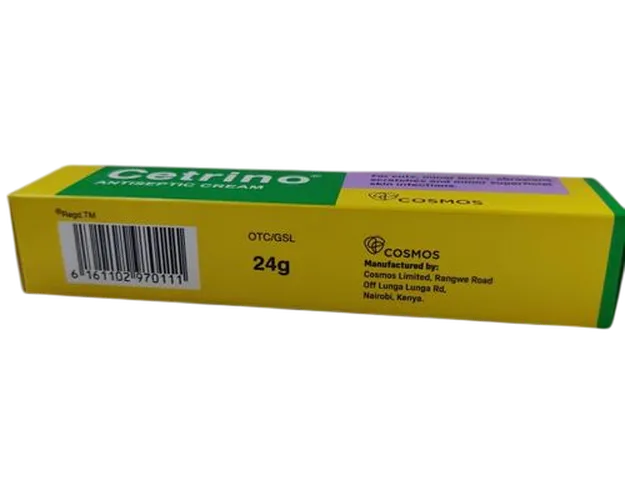 Cetrino
ANTISEPTIC CREAM
For cuts, minor burns, abrasions,
scratches and minor superficial
skin infections.
COSMOS
®Regd.TM
6 161102 970111
OTC/GSL
24g
COSMOS
Manufactured by:
Cosmos Limited, Rangwe Road
Off Lunga Lunga Rd,
Nairobi, Kenya.